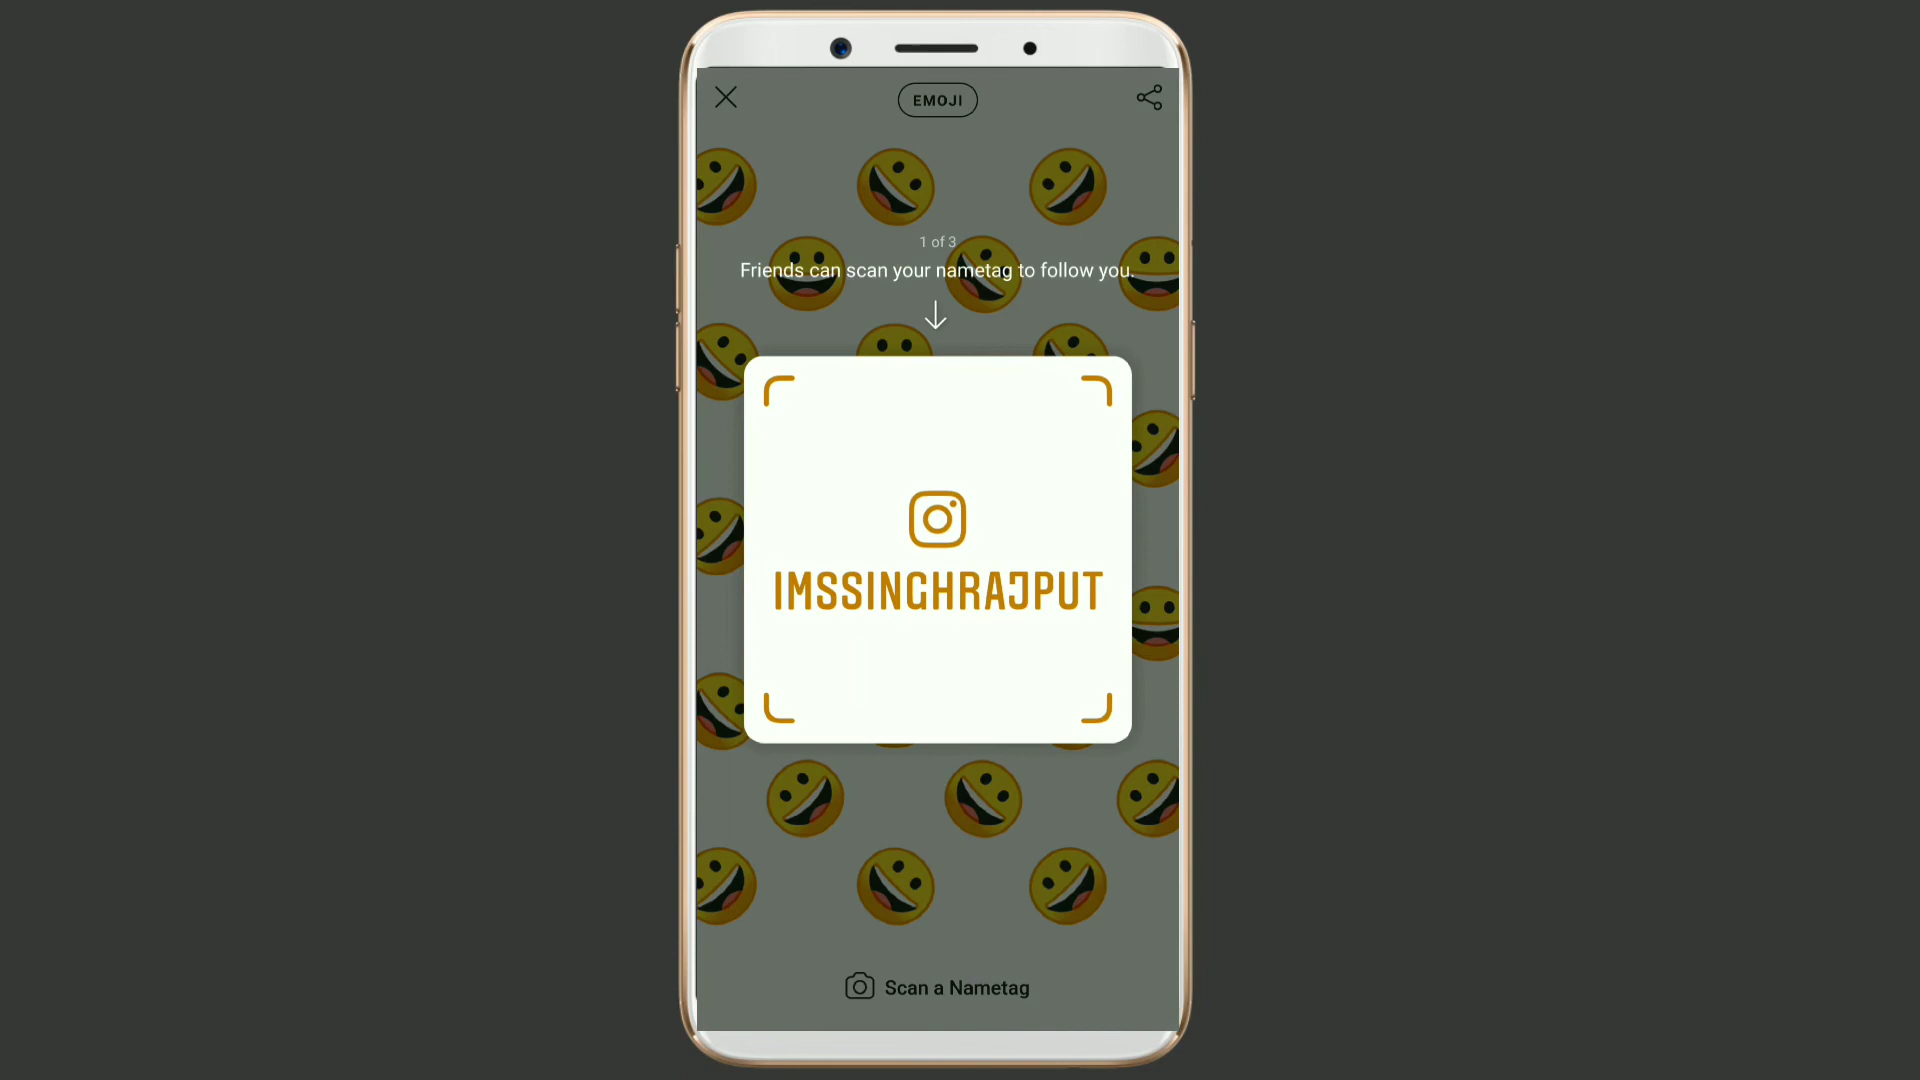 EMOJI
1 of 3
Friends can scan your nametag to follow you.
IMSSINGHRAJPUT
Scan a Nametag